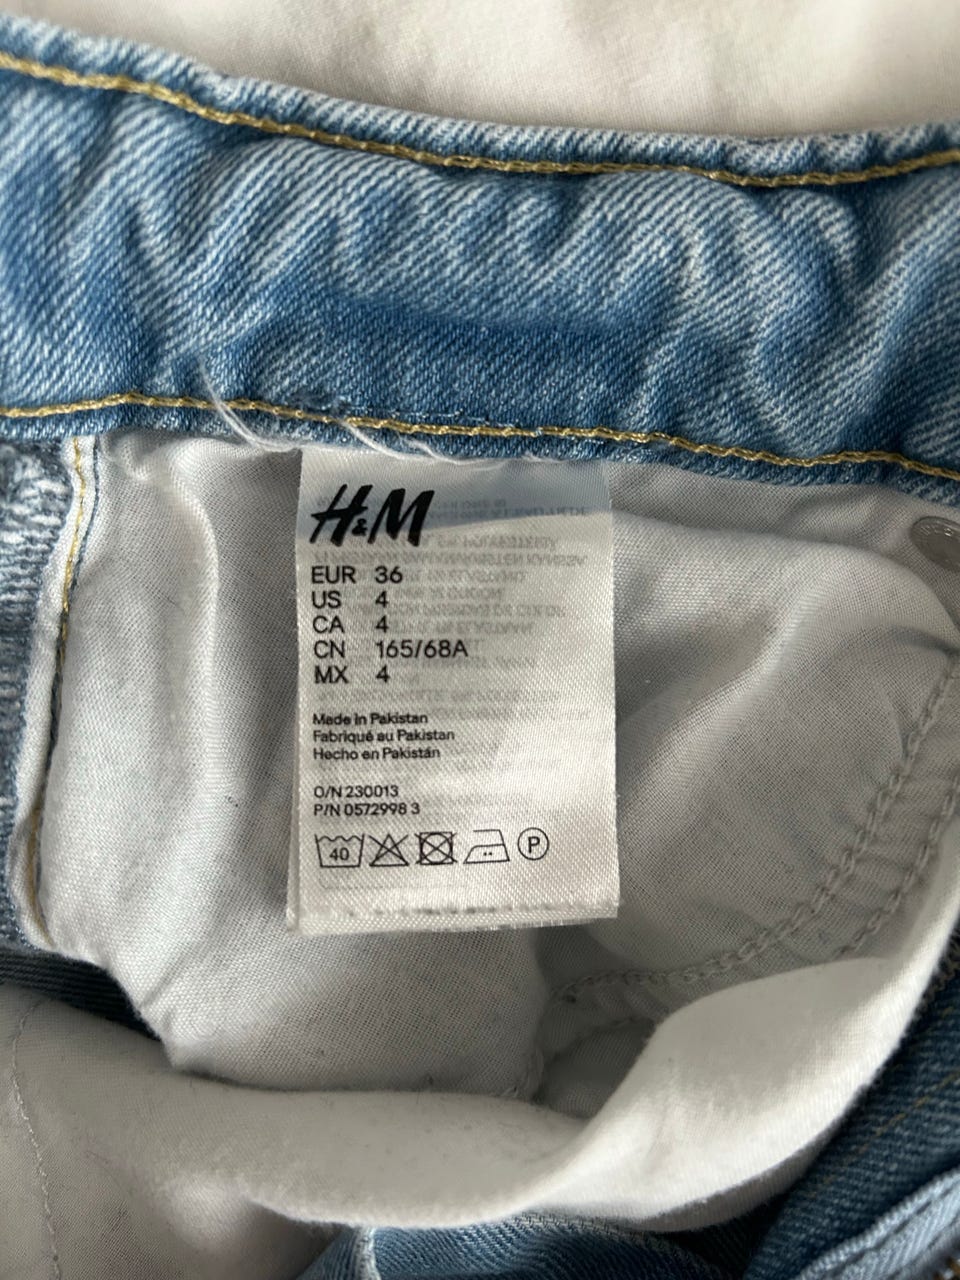 H&M
EUR 36
US 4
CA 4
CN 165/68A
MX 4
Made in Pakistan
Fabriqué au Pakistan
Hecho en Pakistán
O/N 230013
P/N 0572998 3
40 P